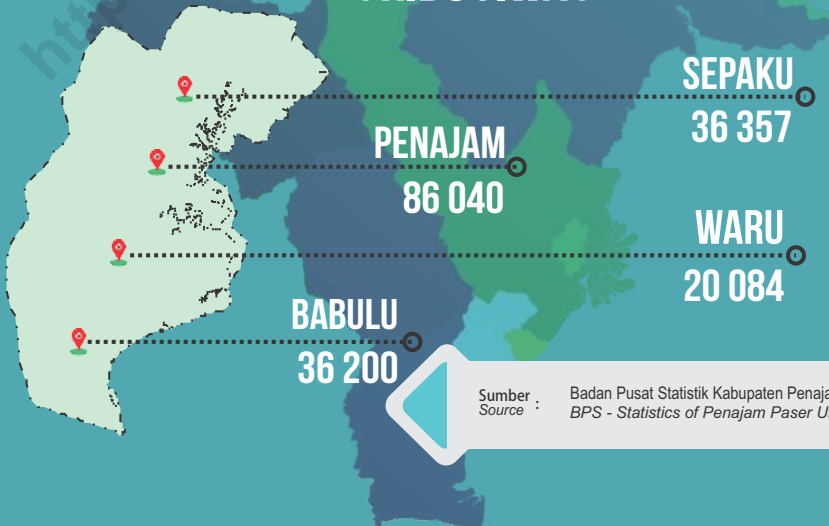 SEPAKU
36 357
PENAJAM
86 040
WARU
20 084
BABULU
36 200
Sumber : Badan Pusat Statistik Kabupaten
Source BPS - Statistics of Penajam Paser